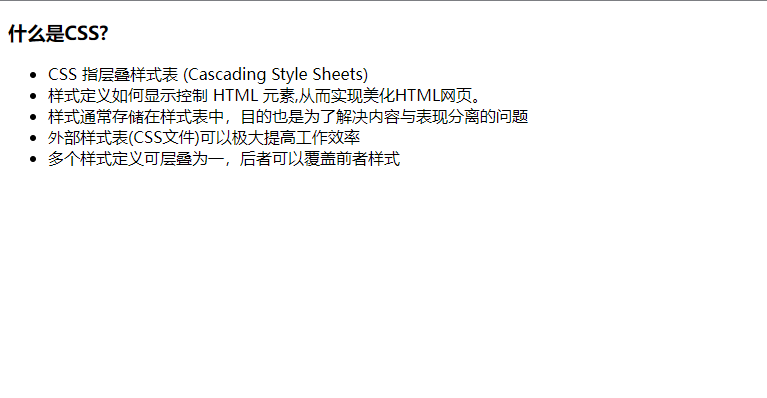 什么是CSS?
CSS 指层叠样式表 (Cascading Style Sheets)
样式定义如何显示控制 HTML 元素,从而实现美化HTML网页。
样式通常存储在样式表中，目的也是为了解决内容与表现分离的问题
外部样式表(CSS文件)可以极大提高工作效率
多个样式定义可层叠为一，后者可以覆盖前者样式